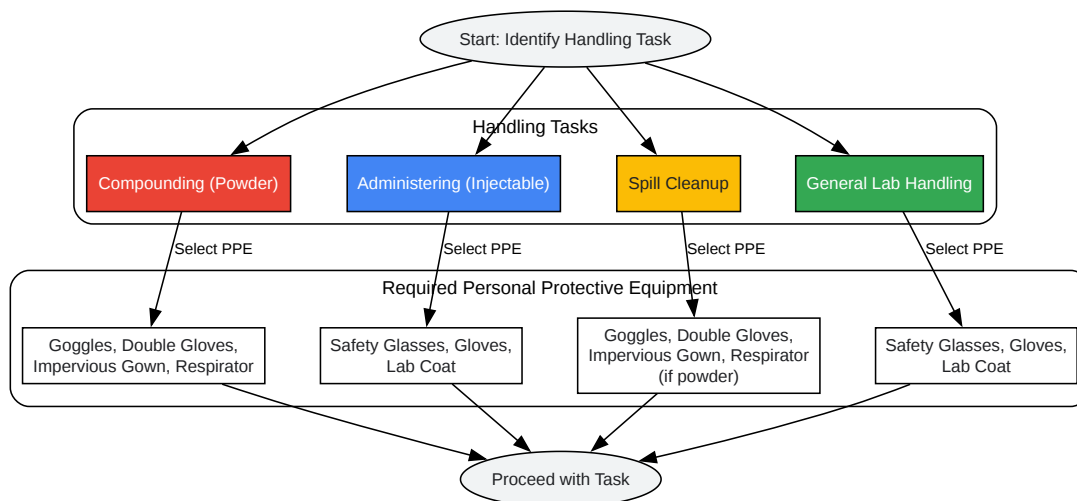 Start: Identify Handling Task
Handling Tasks
Compounding (Powder)
Administering (Injectable)
Spill Cleanup
General Lab Handling
Select PPE
Select PPE
Select PPE
Select PPE
Required Personal Protective Equipment
Goggles, Double Gloves,
Impervious Gown, Respirator
Safety Glasses, Gloves,
Lab Coat
Goggles, Double Gloves,
Impervious Gown, Respirator
(if powder)
Safety Glasses, Gloves,
Lab Coat
Proceed with Task